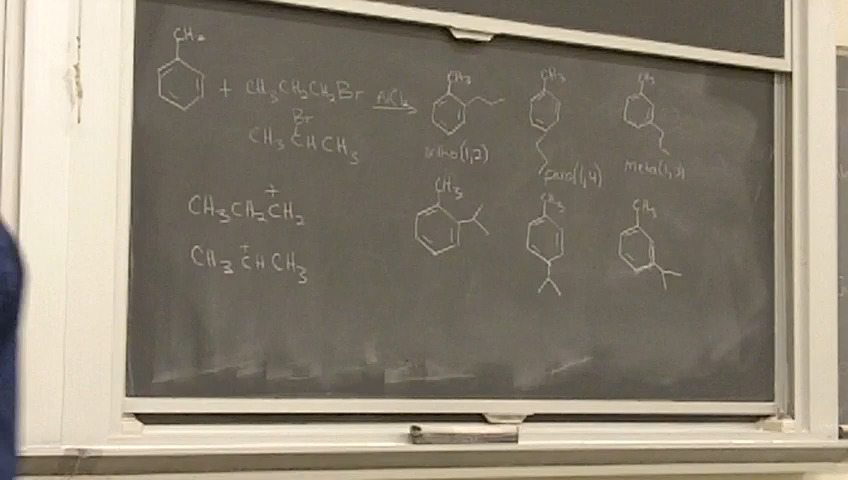 CH3
+ CH3CH2CH2Br AlCl3
Br
CH3CHCH3
CH3 CH3 CH3
ortho(1,2) para(1,4) meta(1,3)
+
CH3CH2CH2
+
CH3CHCH3
CH3 CH3 CH3